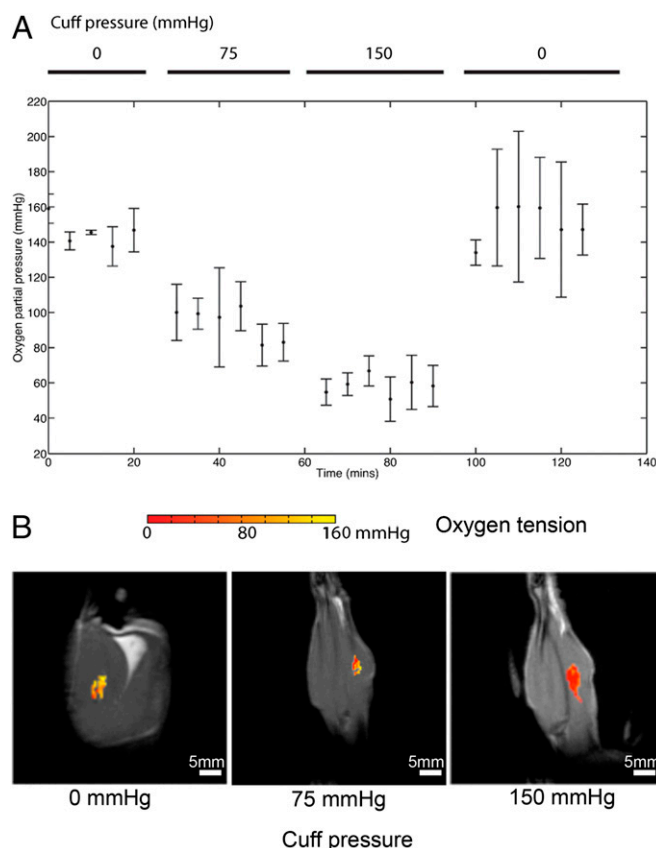 A
Cuff pressure (mmHg)
0 75 150 0
220
200
180
160
140
120
100
80
60
40
20
Oxygen partial pressure (mmHg)
0 20 40 60 80 100 120 140
Time (mins)
B
0 80 160 mmHg
Oxygen tension
5mm 5mm 5mm
0 mmHg 75 mmHg 150 mmHg
Cuff pressure